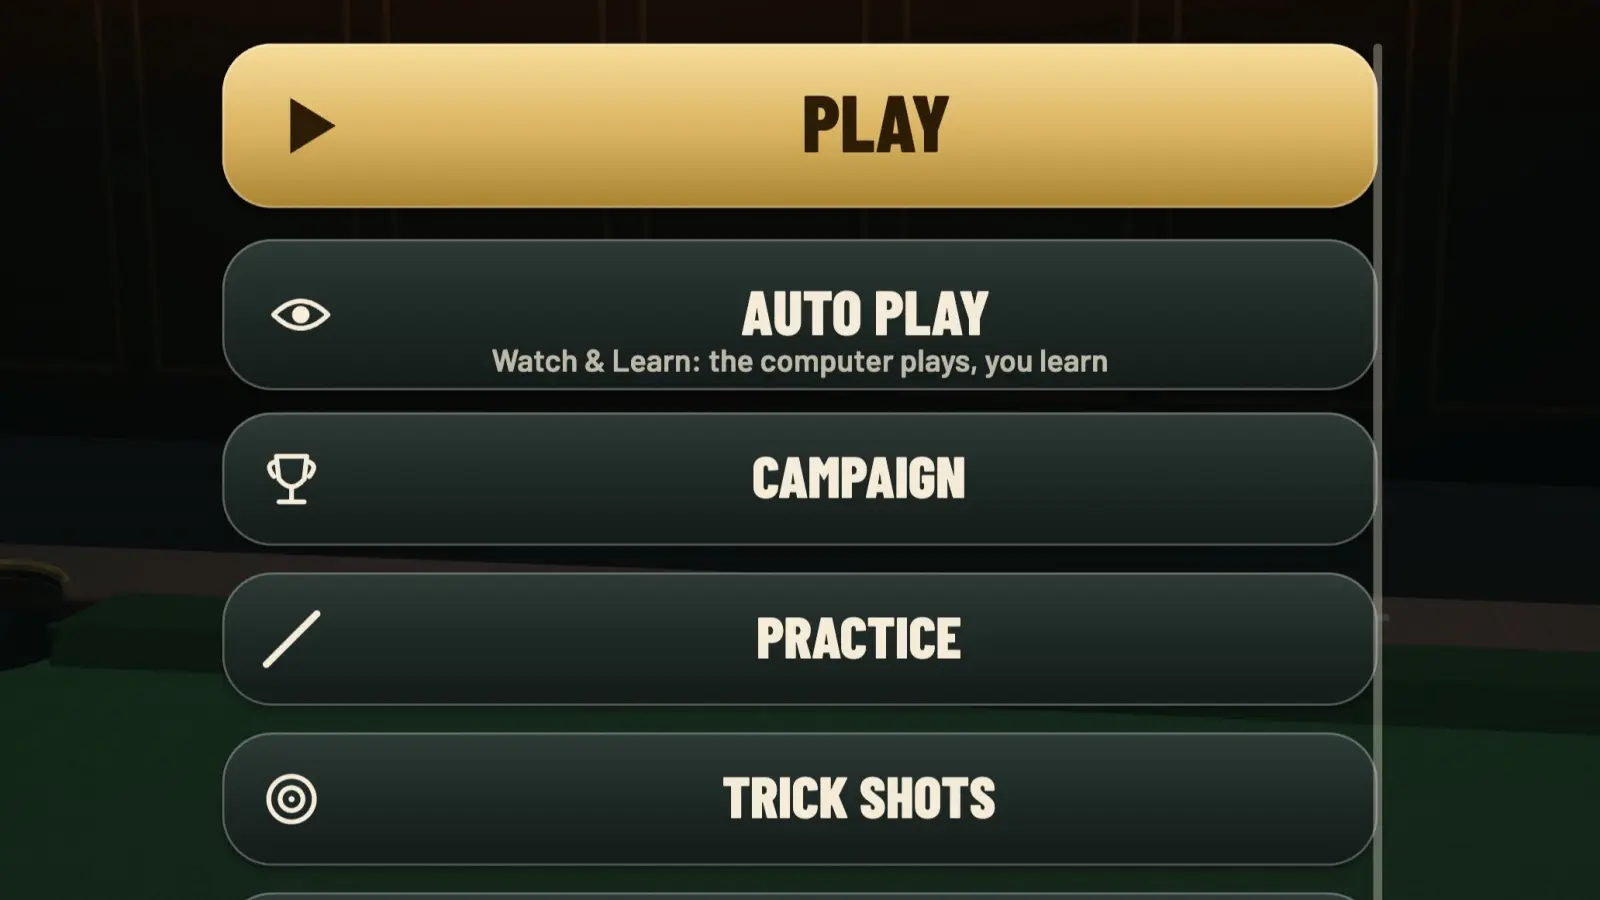 PLAY
AUTO PLAY
Watch & Learn: the computer plays, you learn
CAMPAIGN
PRACTICE
TRICK SHOTS